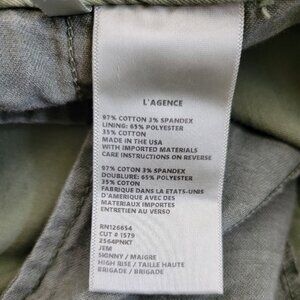 L'AGENCE
97% COTTON 3% SPANDEX
LINING: 65% POLYESTER
35% COTTON
MADE IN THE USA
WITH IMPORTED MATERIALS
CARE INSTRUCTIONS ON REVERSE
97% COTTON 3% SPANDEX
DOUBLURE: 65% POLYESTER
35% COTON
FABRIQUE DANS LA ETATS-UNIS
D'AMERIQUE AVEC DES
MATERIAUX IMPORTES
ENTRETIEN AU VERSO
RN126654
CUT # 1579
2564PNKT
JEM
SKINNY / MAIGRE
HIGH RISE / TAILLE HAUTE
BRIGADE / BRIGADE